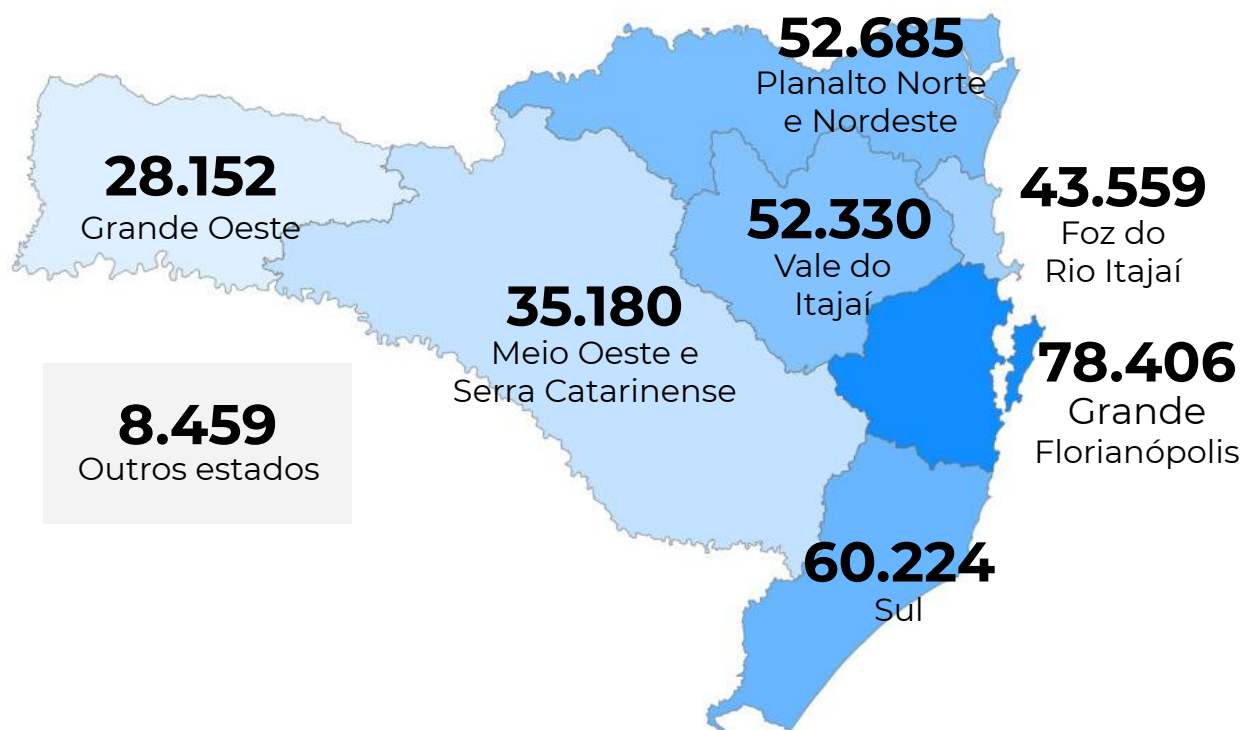 52.685
Planalto Norte
e Nordeste
28.152
Grande Oeste
43.559
Foz do
Rio Itajaí
52.330
Vale do
Itajaí
35.180
Meio Oeste e
Serra Catarinense
78.406
Grande
Florianópolis
8.459
Outros estados
60.224
Sul